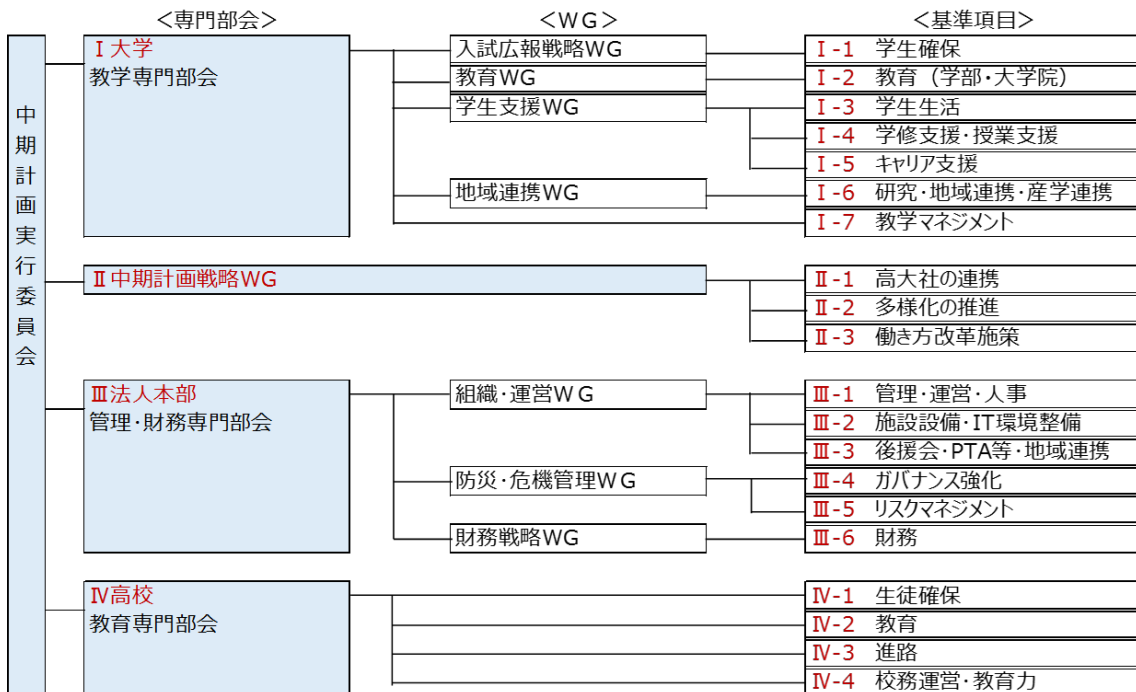 ＜専門部会＞ ＜WG＞ ＜基準項目＞
中期計画実行委員会
Ⅰ大学 入試広報戦略WG Ⅰ-1 学生確保
教学専門部会 教育WG Ⅰ-2 教育（学部・大学院）
学生支援WG Ⅰ-3 学生生活
Ⅰ-4 学修支援・授業支援
Ⅰ-5 キャリア支援
地域連携WG Ⅰ-6 研究・地域連携・産学連携
Ⅰ-7 教学マネジメント
Ⅱ中期計画戦略WG Ⅱ-1 高大社の連携
Ⅱ-2 多様化の推進
Ⅱ-3 働き方改革施策
Ⅲ法人本部 組織・運営WG Ⅲ-1 管理・運営・人事
管理・財務専門部会 Ⅲ-2 施設設備・IT環境整備
Ⅲ-3 後援会・PTA等・地域連携
防災・危機管理WG Ⅲ-4 ガバナンス強化
Ⅲ-5 リスクマネジメント
財務戦略WG Ⅲ-6 財務
Ⅳ高校 Ⅳ-1 生徒確保
教育専門部会 Ⅳ-2 教育
Ⅳ-3 進路
Ⅳ-4 校務運営・教育力